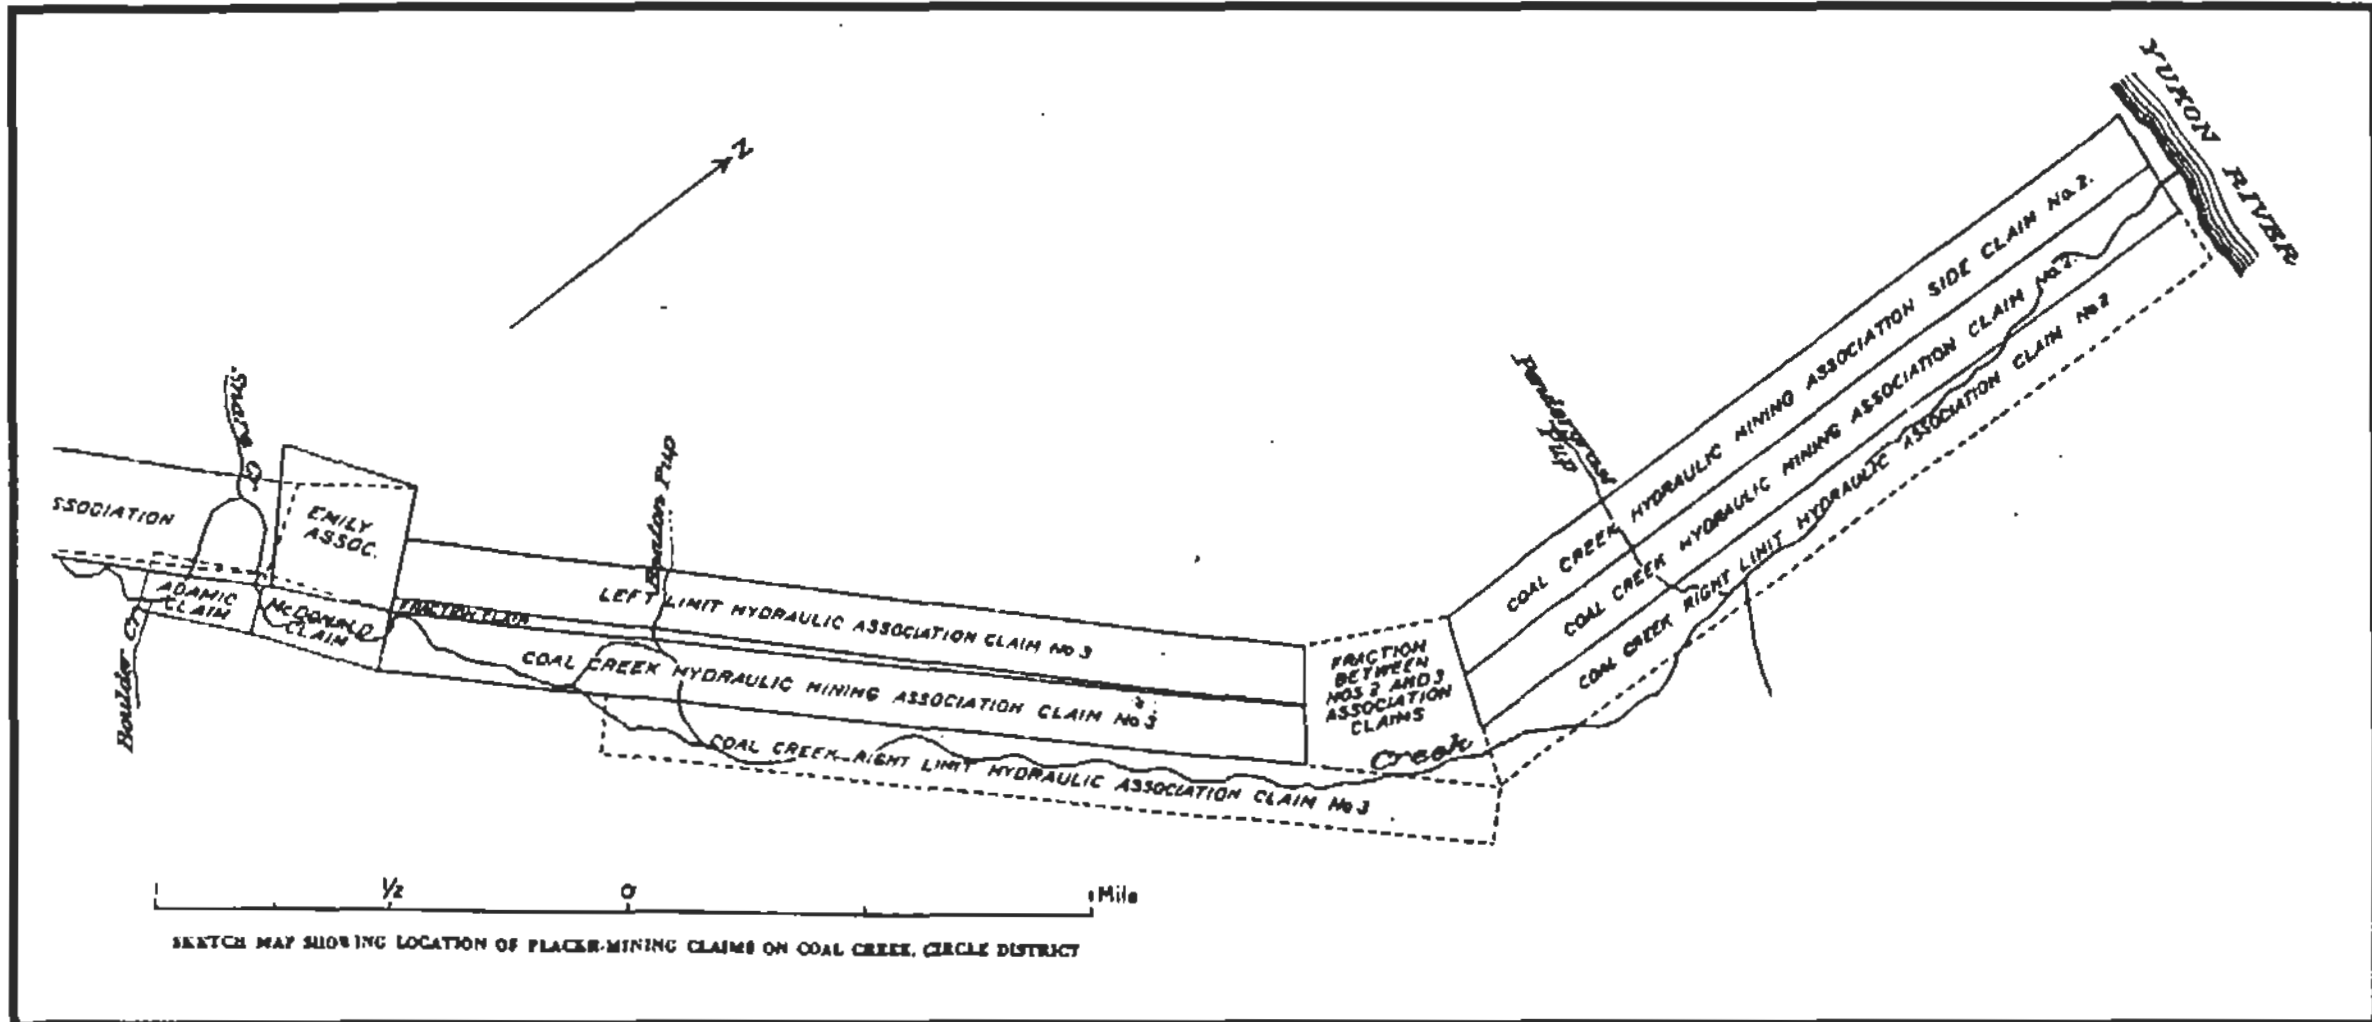 YUKON RIVER
N
COAL CREEK HYDRAULIC MINING ASSOCIATION SIDE CLAIM No. 2.
COAL CREEK HYDRAULIC MINING ASSOCIATION CLAIM No. 2.
COAL CREEK RIGHT LIMIT HYDRAULIC ASSOCIATION CLAIM No 2
Pup
SSOCIATION
EMILY
ASSOC.
Pup
ADAMIC
CLAIM
McDONALD
CLAIM
Boulder Cr
FRACTION CLAIM
LEFT LIMIT HYDRAULIC ASSOCIATION CLAIM No 3
COAL CREEK HYDRAULIC MINING ASSOCIATION CLAIM No 3
COAL CREEK RIGHT LIMIT HYDRAULIC ASSOCIATION CLAIM No 3
FRACTION
BETWEEN
NOS 2 AND 3
ASSOCIATION
CLAIMS
Creek
1/2 0 1 Mile
SKETCH MAP SHOWING LOCATION OF PLACER-MINING CLAIMS ON COAL CREEK, CIRCLE DISTRICT